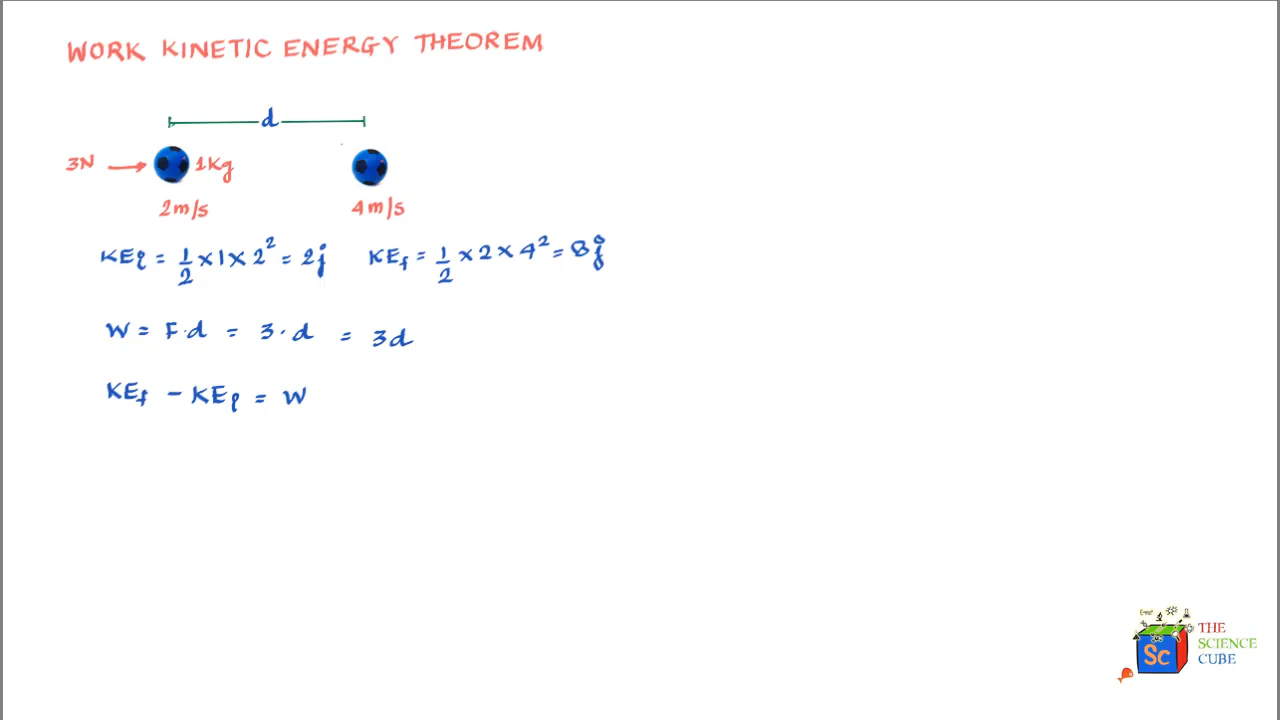 WORK KINETIC ENERGY THEOREM
d
3N 1Kg
2m/s 4m/s
KEi = 1/2 × 1 × 2² = 2j KEf = 1/2 × 2 × 4² = 8j
W = F·d = 3·d = 3d
KEf - KEi = W
Sc
THE
SCIENCE
CUBE